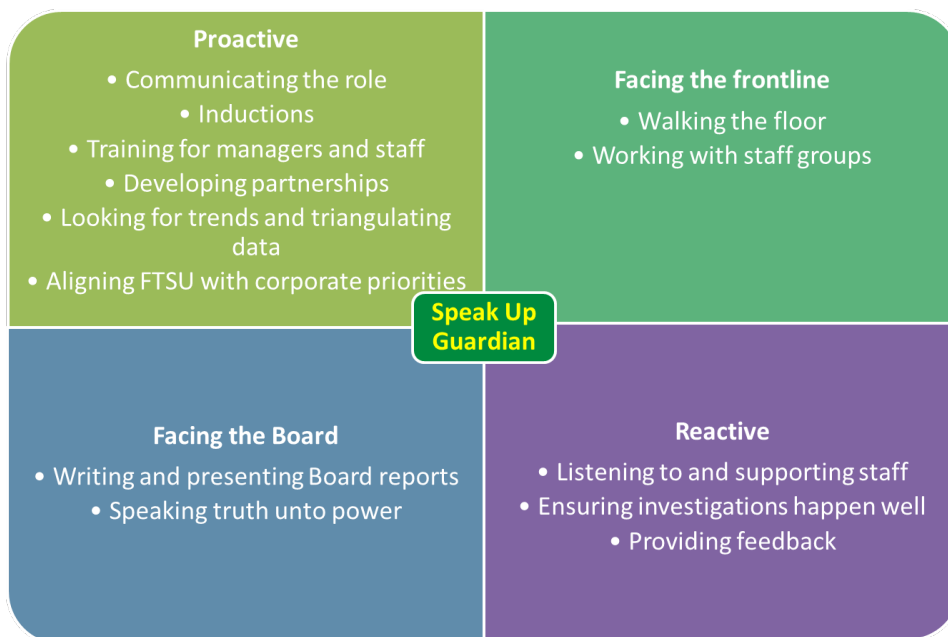 Proactive
• Communicating the role
• Inductions
• Training for managers and staff
• Developing partnerships
• Looking for trends and triangulating
data
• Aligning FTSU with corporate priorities
Facing the frontline
• Walking the floor
• Working with staff groups
Speak Up
Guardian
Facing the Board
• Writing and presenting Board reports
• Speaking truth unto power
Reactive
• Listening to and supporting staff
• Ensuring investigations happen well
• Providing feedback